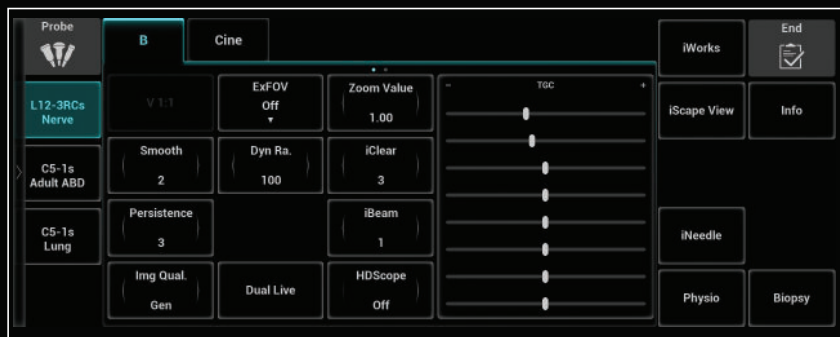 Probe
B
Cine
iWorks
End
L12-3RCs
Nerve
V 1:1
ExFOV
Off
Zoom Value
1.00
- TGC +
iScape View
Info
C5-1s
Adult ABD
Smooth
2
Dyn Ra.
100
iClear
3
C5-1s
Lung
Persistence
3
iBeam
1
iNeedle
Img Qual.
Gen
Dual Live
HDScope
Off
Physio
Biopsy